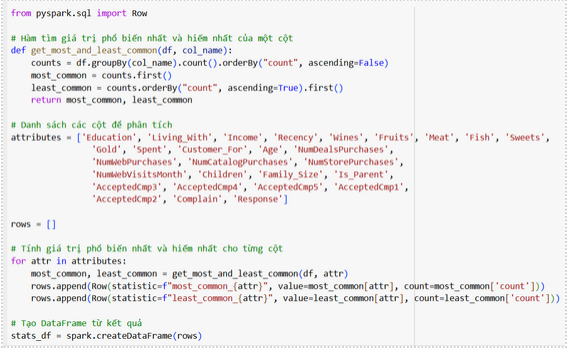 from pyspark.sql import Row
# Hàm tìm giá trị phổ biến nhất và hiếm nhất của một cột
def get_most_and_least_common(df, col_name):
    counts = df.groupBy(col_name).count().orderBy("count", ascending=False)
    most_common = counts.first()
    least_common = counts.orderBy("count", ascending=True).first()
    return most_common, least_common
# Danh sách các cột để phân tích
attributes = ['Education', 'Living_With', 'Income', 'Recency', 'Wines', 'Fruits', 'Meat', 'Fish', 'Sweets',
              'Gold', 'Spent', 'Customer_For', 'Age', 'NumDealsPurchases',
              'NumWebPurchases', 'NumCatalogPurchases', 'NumStorePurchases',
              'NumWebVisitsMonth', 'Children', 'Family_Size', 'Is_Parent',
              'AcceptedCmp3', 'AcceptedCmp4', 'AcceptedCmp5', 'AcceptedCmp1',
              'AcceptedCmp2', 'Complain', 'Response']
rows = []
# Tính giá trị phổ biến nhất và hiếm nhất cho từng cột
for attr in attributes:
    most_common, least_common = get_most_and_least_common(df, attr)
    rows.append(Row(statistic=f"most_common_{attr}", value=most_common[attr], count=most_common['count']))
    rows.append(Row(statistic=f"least_common_{attr}", value=least_common[attr], count=least_common['count']))
# Tạo DataFrame từ kết quả
stats_df = spark.createDataFrame(rows)